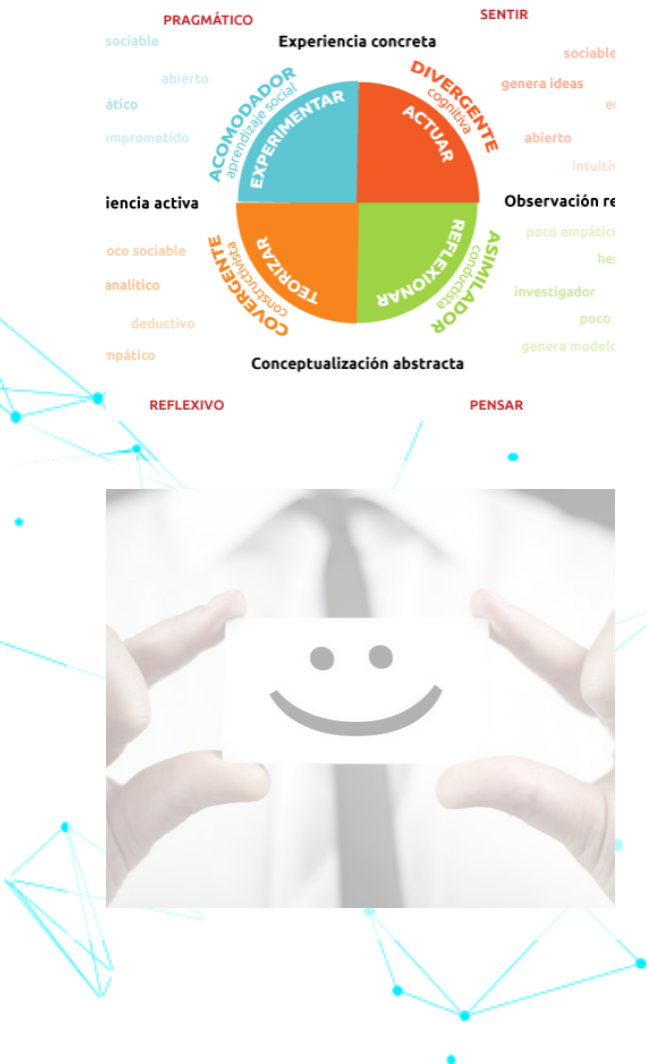 PRAGMÁTICO
SENTIR
sociable
Experiencia concreta
sociable
abierto
genera ideas
ático
abierto
ACOMODADOR
aprendizaje social
EXPERIMENTAR
DIVERGENTE
cognitiva
ACTUAR
iencia activa
Observación re
oco sociable
poco empátic
analítico
investigador
deductivo
poco
mpático
genera model
COVERGENTE
constructivista
TEORIZAR
ASIMILADOR
conductista
REFLEXIONAR
Conceptualización abstracta
REFLEXIVO
PENSAR